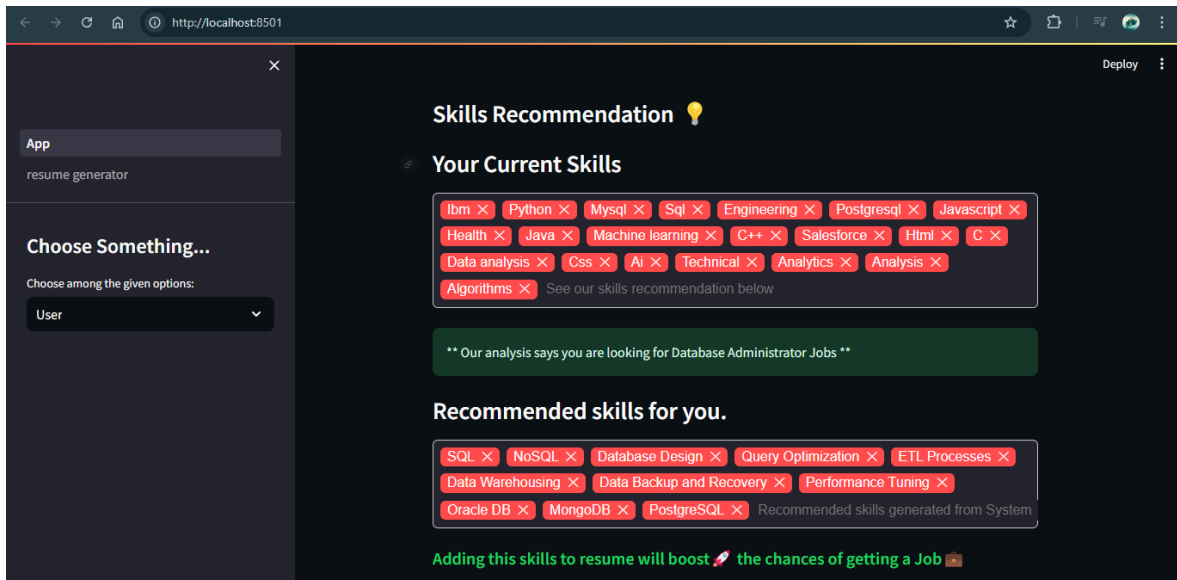 http://localhost:8501
Deploy
App
resume generator
Choose Something...
Choose among the given options:
User
Skills Recommendation
Your Current Skills
Ibm Python Mysql Sql Engineering Postgresql Javascript
Health Java Machine learning C++ Salesforce Html C
Data analysis Css Ai Technical Analytics Analysis
Algorithms See our skills recommendation below
** Our analysis says you are looking for Database Administrator Jobs **
Recommended skills for you.
SQL NoSQL Database Design Query Optimization ETL Processes
Data Warehousing Data Backup and Recovery Performance Tuning
Oracle DB MongoDB PostgreSQL Recommended skills generated from System
Adding this skills to resume will boost🚀 the chances of getting a Job💼